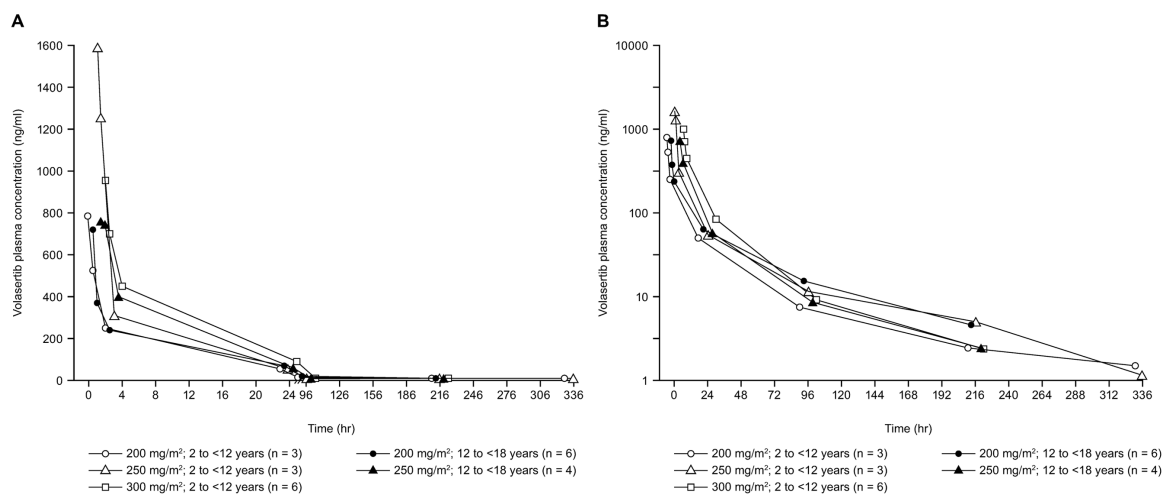 A
Volasertib plasma concentration (ng/ml)
1600
1400
1200
1000
800
600
400
200
0
0 4 8 12 16 20 24 96 126 156 186 216 246 276 306 336
Time (hr)
200 mg/m²; 2 to <12 years (n = 3)
250 mg/m²; 2 to <12 years (n = 3)
300 mg/m²; 2 to <12 years (n = 6)
200 mg/m²; 12 to <18 years (n = 6)
250 mg/m²; 12 to <18 years (n = 4)
B
Volasertib plasma concentration (ng/ml)
10000
1000
100
10
1
0 24 48 72 96 120 144 168 192 216 240 264 288 312 336
Time (hr)
200 mg/m²; 2 to <12 years (n = 3)
250 mg/m²; 2 to <12 years (n = 3)
300 mg/m²; 2 to <12 years (n = 6)
200 mg/m²; 12 to <18 years (n = 6)
250 mg/m²; 12 to <18 years (n = 4)